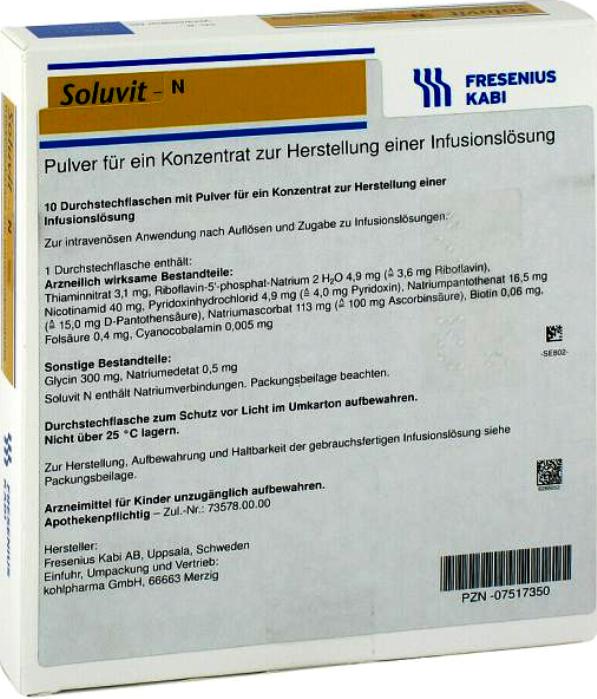 Soluvit - N
FRESENIUS
KABI
Pulver für ein Konzentrat zur Herstellung einer Infusionslösung
10 Durchstechflaschen mit Pulver für ein Konzentrat zur Herstellung einer
Infusionslösung
Zur intravenösen Anwendung nach Auflösen und Zugabe zu Infusionslösungen.
1 Durchstechflasche enthält:
Arzneilich wirksame Bestandteile:
Thiaminnitrat 3,1 mg, Riboflavin-5'-phosphat-Natrium 2 H₂O 4,9 mg (≙ 3,6 mg Riboflavin),
Nicotinamid 40 mg, Pyridoxinhydrochlorid 4,9 mg (≙ 4,0 mg Pyridoxin), Natriumpantothenat 16,5 mg
(≙ 15,0 mg D-Pantothensäure), Natriumascorbat 113 mg (≙ 100 mg Ascorbinsäure), Biotin 0,06 mg,
Folsäure 0,4 mg, Cyanocobalamin 0,005 mg
Sonstige Bestandteile:
Glycin 300 mg, Natriumedetat 0,5 mg
Soluvit N enthält Natriumverbindungen. Packungsbeilage beachten.
-SE802-
Durchstechflasche zum Schutz vor Licht im Umkarton aufbewahren.
Nicht über 25 °C lagern.
Zur Herstellung, Aufbewahrung und Haltbarkeit der gebrauchsfertigen Infusionslösung siehe
Packungsbeilage.
Arzneimittel für Kinder unzugänglich aufbewahren.
Apothekenpflichtig – Zul.-Nr.: 73578.00.00
Hersteller:
Fresenius Kabi AB, Uppsala, Schweden
Einfuhr, Umpackung und Vertrieb:
kohlpharma GmbH, 66663 Merzig
PZN -07517350
Soluvit - N
FRESENIUS
KABI